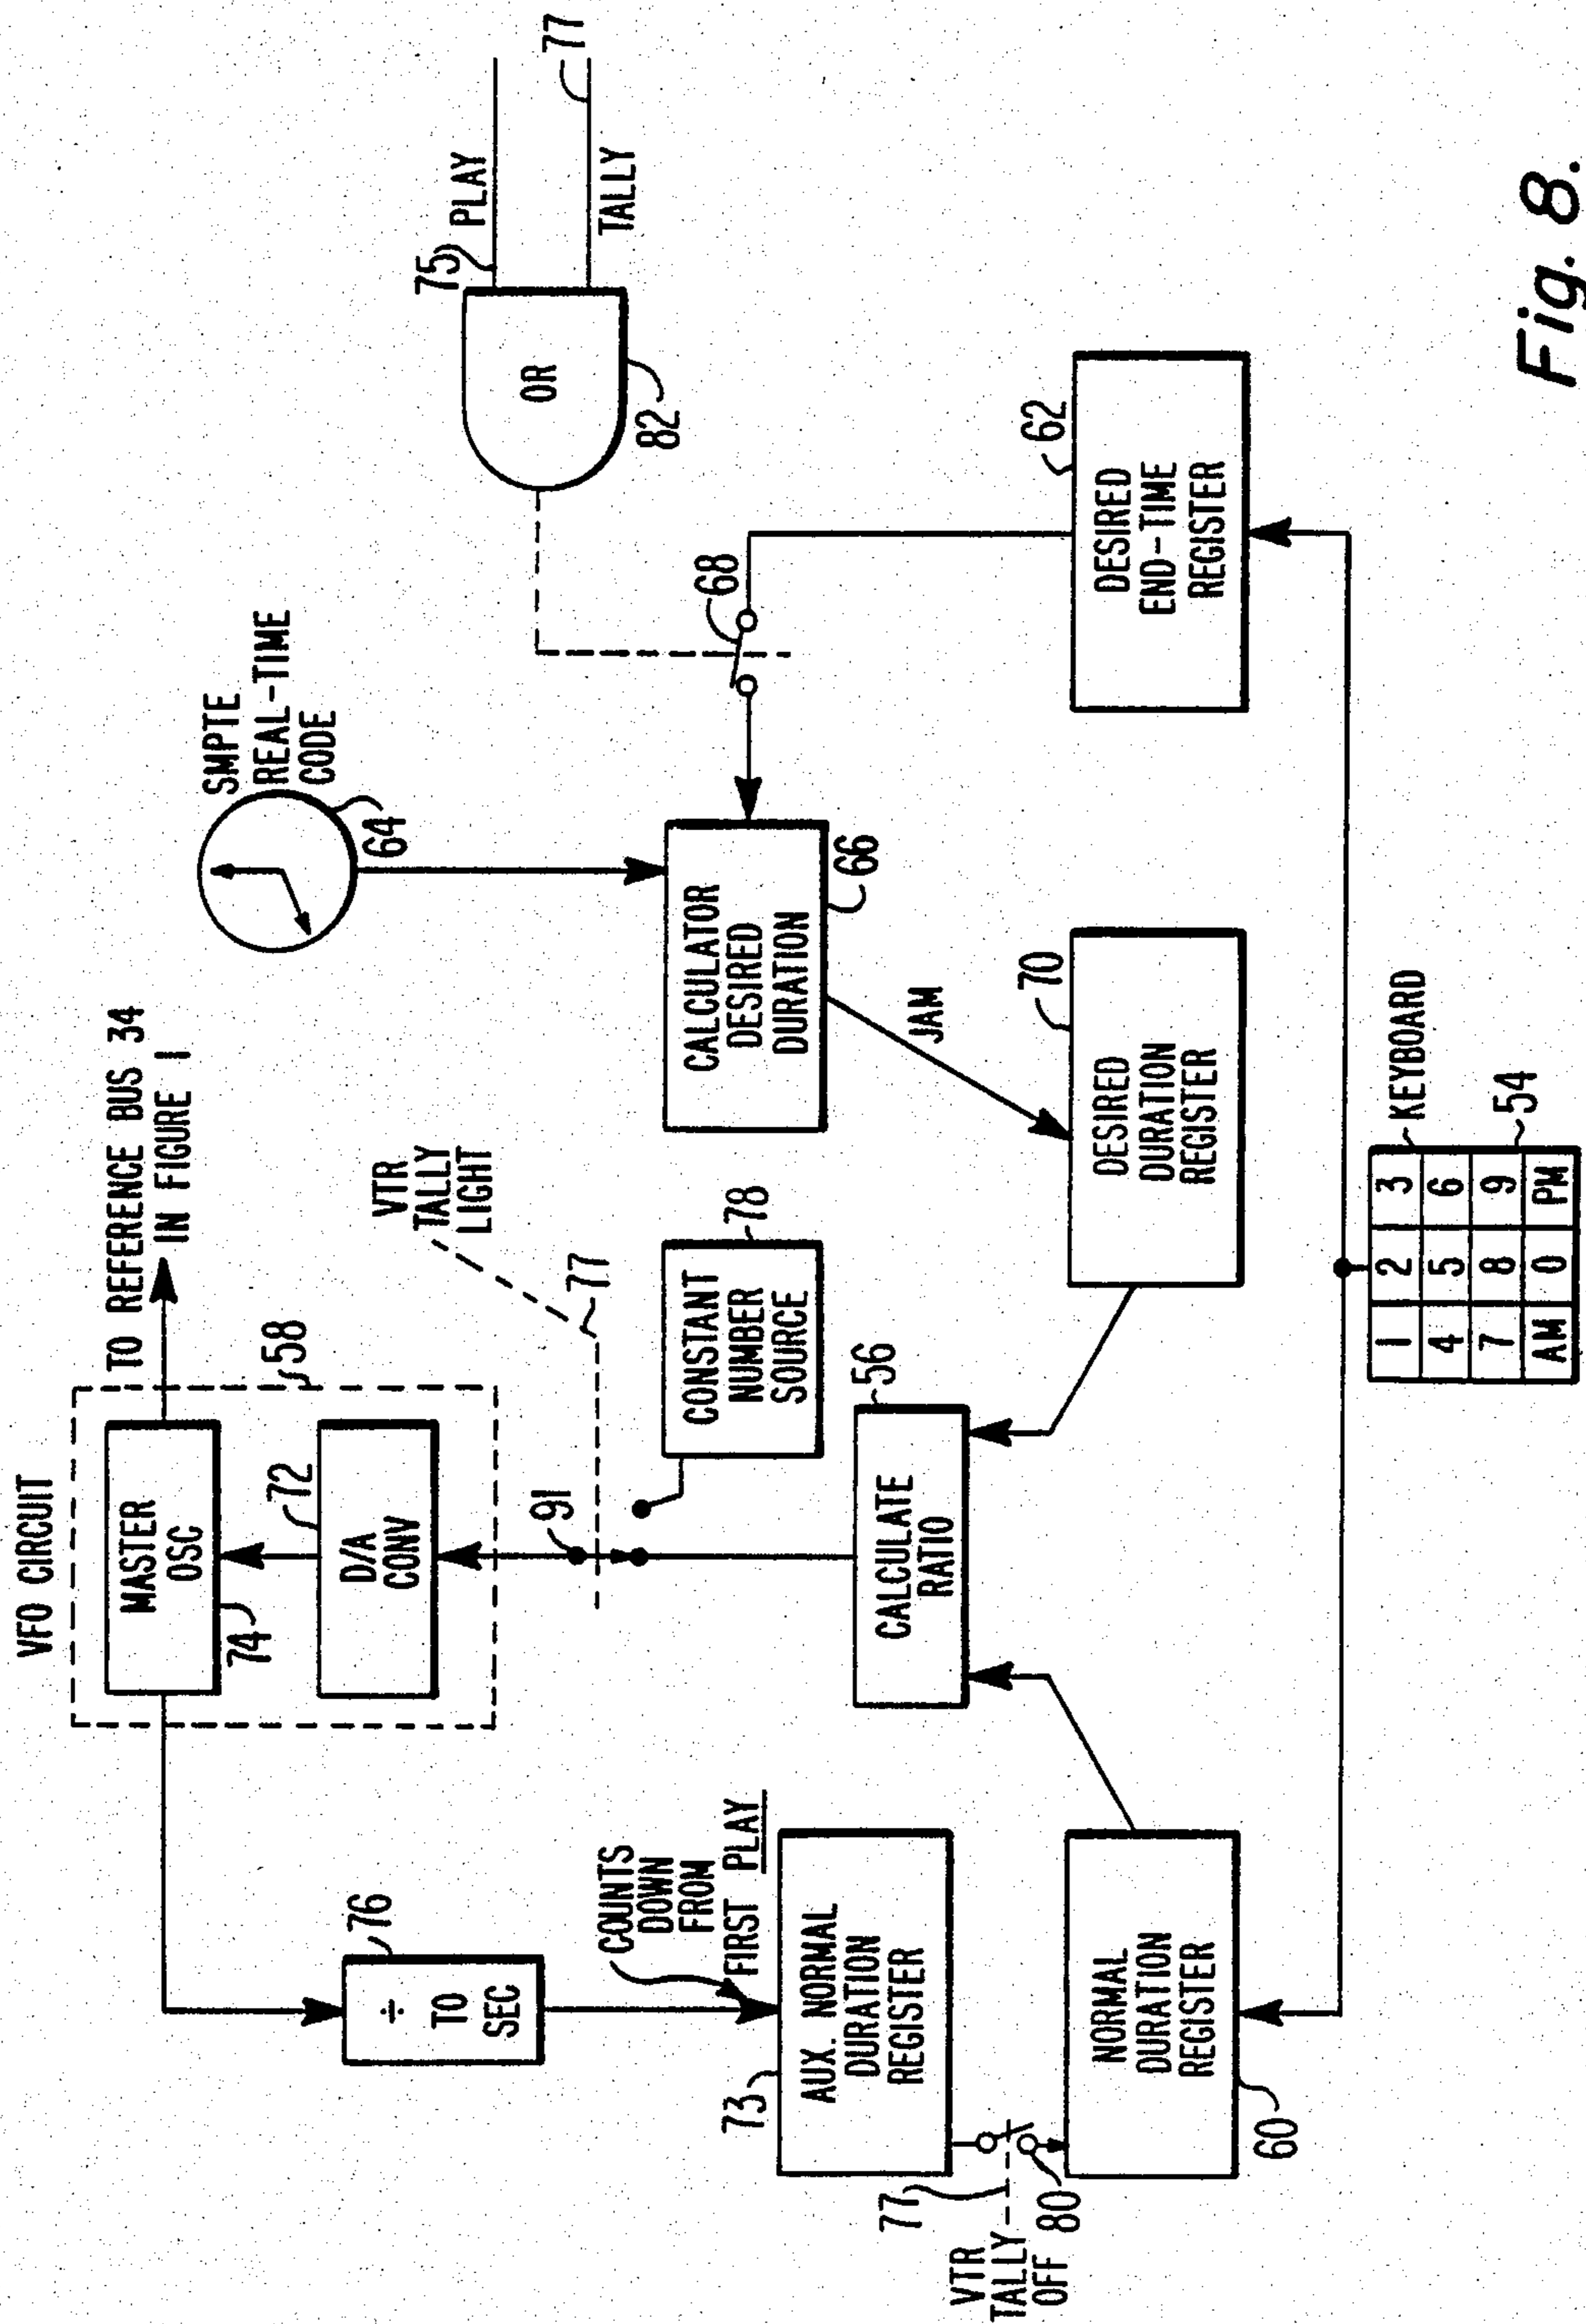 VFO CIRCUIT
MASTER
OSC
74
72
D/A
CONV
58
TO REFERENCE BUS 34
IN FIGURE 1
SMPTE
REAL-TIME
CODE
64
75
PLAY
77
TALLY
OR
82
76
÷
TO
SEC
COUNTS
DOWN
FROM
FIRST PLAY
91
VTR
TALLY
LIGHT
77
CONSTANT
NUMBER
SOURCE
78
CALCULATOR
DESIRED
DURATION
66
68
73
AUX. NORMAL
DURATION
REGISTER
77
VTR
TALLY
OFF
80
CALCULATE
RATIO
56
JAM
NORMAL
DURATION
REGISTER
60
DESIRED
DURATION
REGISTER
70
DESIRED
END-TIME
REGISTER
62
KEYBOARD
1 2 3
4 5 6
7 8 9
AM 0 PM
54
Fig. 8.